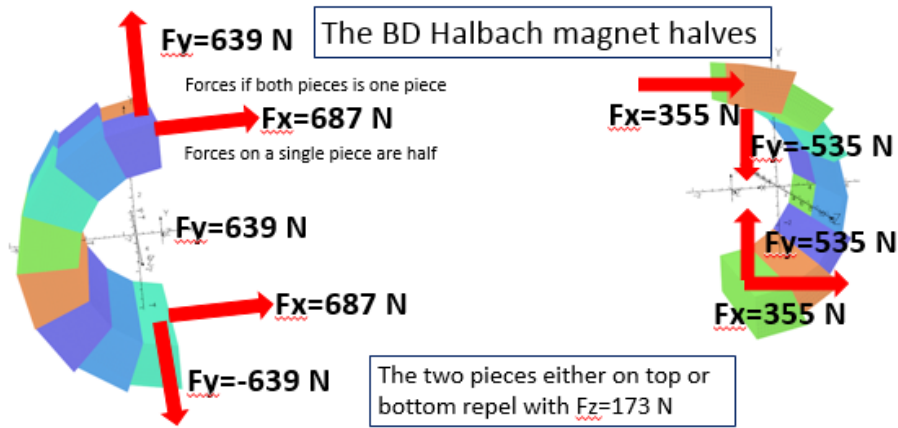 The BD Halbach magnet halves
Fy=639 N
Forces if both pieces is one piece
Fx=687 N
Forces on a single piece are half
Fy=639 N
Fx=687 N
Fy=-639 N
Fx=355 N
Fy=-535 N
Fy=535 N
Fx=355 N
The two pieces either on top or
bottom repel with Fz=173 N